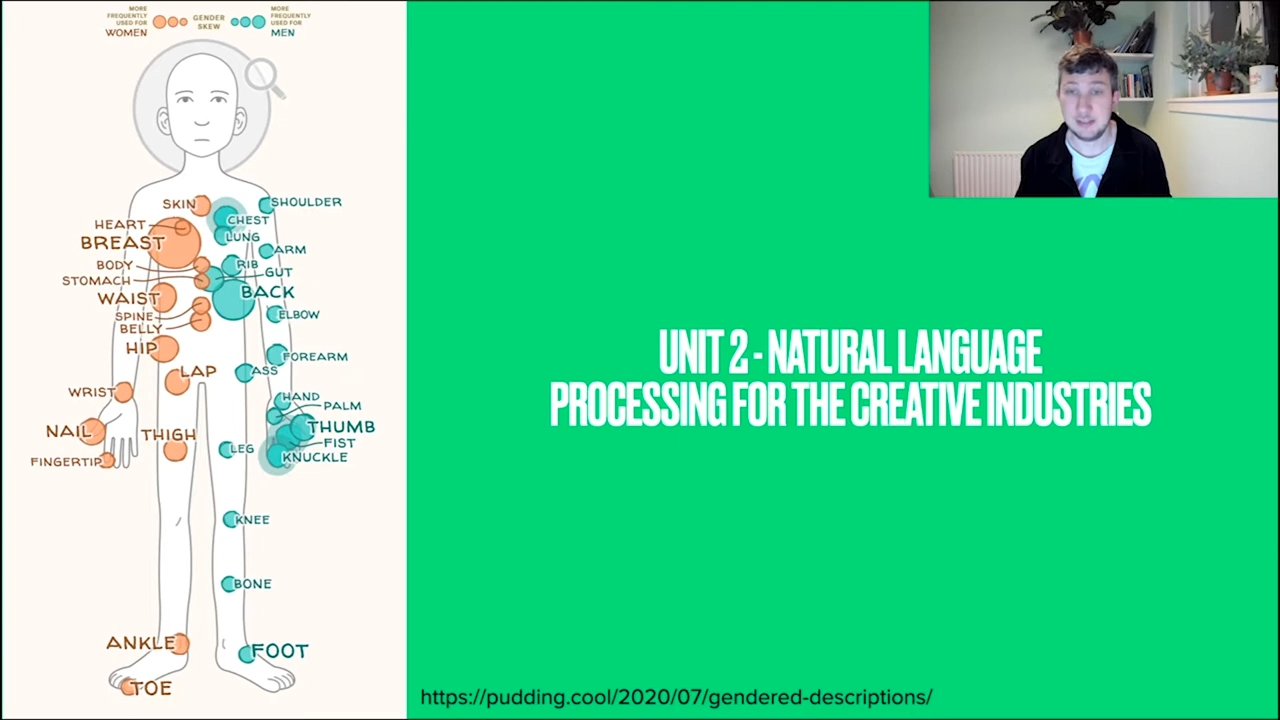 MORE
FREQUENTLY
USED FOR
WOMEN
GENDER
SKEW
MORE
FREQUENTLY
USED FOR
MEN
SKIN
SHOULDER
HEART
CHEST
BREAST
LUNG
ARM
BODY
RIB
STOMACH
GUT
WAIST
BACK
SPINE
ELBOW
BELLY
HIP
FOREARM
LAP
ASS
WRIST
HAND
PALM
NAIL
THIGH
THUMB
FIST
LEG
FINGERTIP
KNUCKLE
KNEE
BONE
ANKLE
FOOT
TOE
UNIT 2 - NATURAL LANGUAGE
PROCESSING FOR THE CREATIVE INDUSTRIES
https://pudding.cool/2020/07/gendered-descriptions/